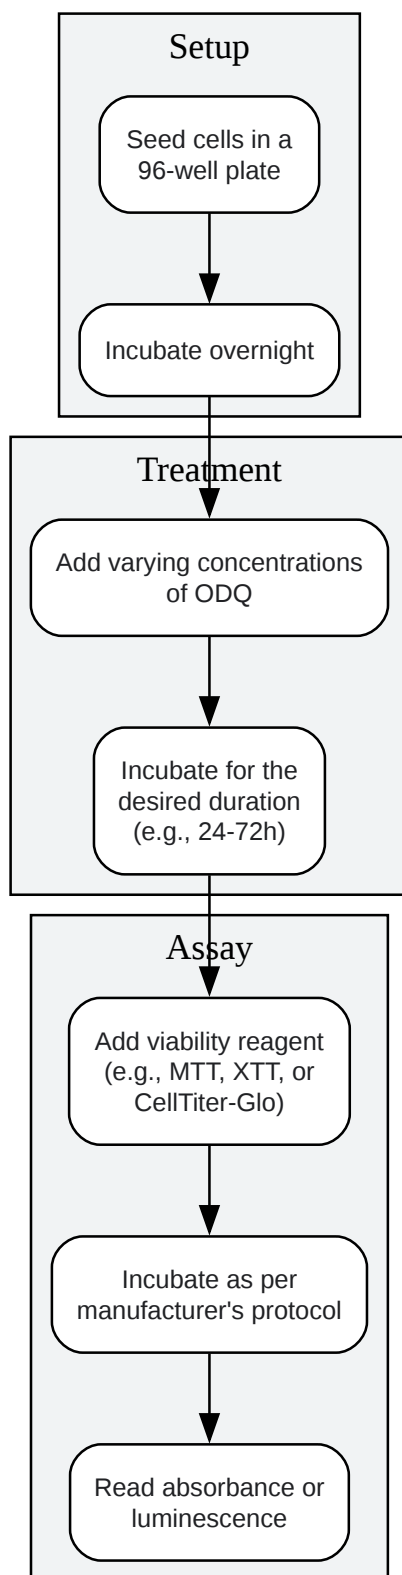 Setup
Seed cells in a
96-well plate
Incubate overnight
Treatment
Add varying concentrations
of ODQ
Incubate for the
desired duration
(e.g., 24-72h)
Assay
Add viability reagent
(e.g., MTT, XTT, or
CellTiter-Glo)
Incubate as per
manufacturer's protocol
Read absorbance or
luminescence